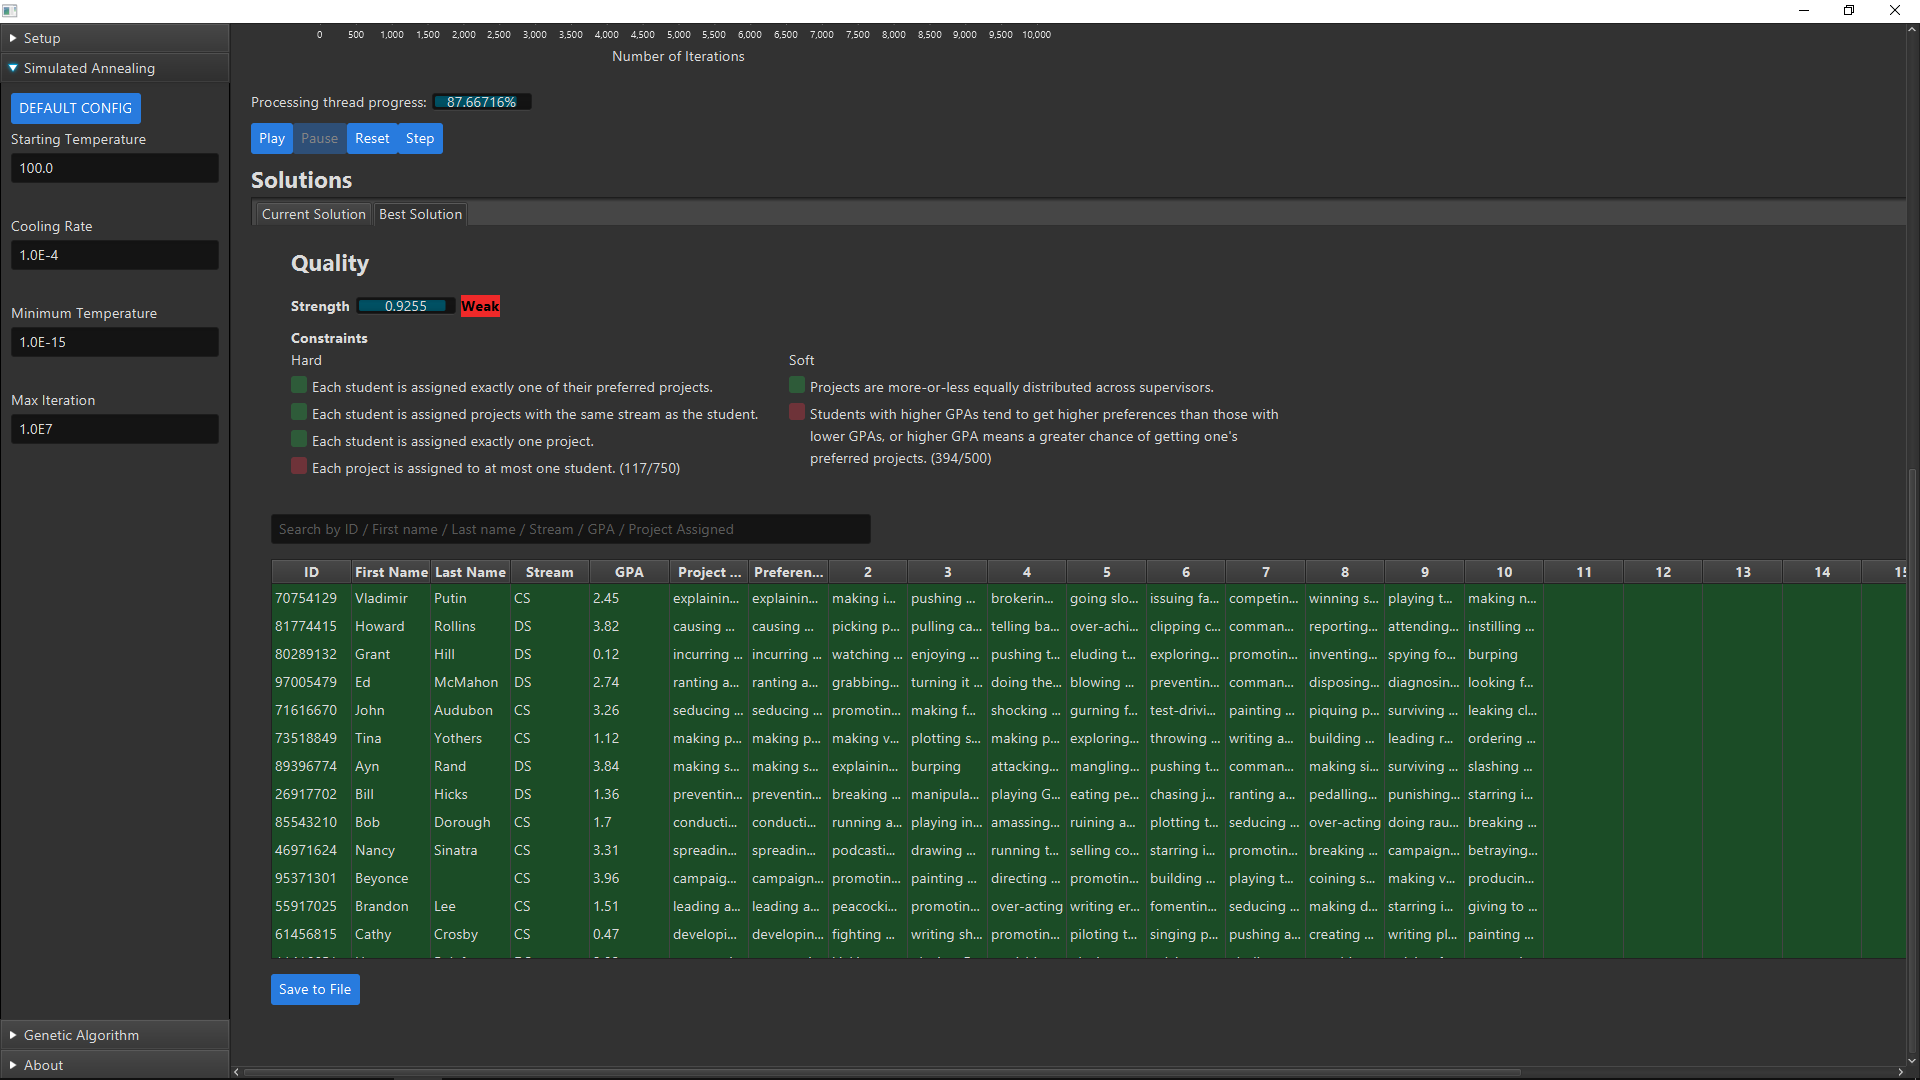 Setup
Simulated Annealing
DEFAULT CONFIG
Starting Temperature
100.0
Cooling Rate
1.0E-4
Minimum Temperature
1.0E-15
Max Iteration
1.0E7
Genetic Algorithm
About
0 500 1,000 1,500 2,000 2,500 3,000 3,500 4,000 4,500 5,000 5,500 6,000 6,500 7,000 7,500 8,000 8,500 9,000 9,500 10,000
Number of Iterations
Processing thread progress: 87.66716%
Play Pause Reset Step
Solutions
Current Solution Best Solution
Quality
Strength 0.9255 Weak
Constraints
Hard
Each student is assigned exactly one of their preferred projects.
Each student is assigned projects with the same stream as the student.
Each student is assigned exactly one project.
Each project is assigned to at most one student. (117/750)
Soft
Projects are more-or-less equally distributed across supervisors.
Students with higher GPAs tend to get higher preferences than those with
lower GPAs, or higher GPA means a greater chance of getting one's
preferred projects. (394/500)
Search by ID / First name / Last name / Stream / GPA / Project Assigned
ID First Name Last Name Stream GPA Project ... Preferen... 2 3 4 5 6 7 8 9 10 11 12 13 14 15
70754129 Vladimir Putin CS 2.45 explainin... explainin... making i... pushing ... brokerin... going slo... issuing fa... competin... winning s... playing t... making n...
81774415 Howard Rollins DS 3.82 causing ... causing ... picking p... pulling ca... telling ba... over-achi... clipping c... comman... reporting... attending... instilling ...
80289132 Grant Hill DS 0.12 incurring ... incurring ... watching ... enjoying ... pushing t... eluding t... exploring... promotin... inventing... spying fo... burping
97005479 Ed McMahon DS 2.74 ranting a... ranting a... grabbing... turning it ... doing the... blowing ... preventin... comman... disposing... diagnosin... looking f...
71616670 John Audubon CS 3.26 seducing ... seducing ... promotin... making f... shocking ... gurning f... test-drivi... painting ... piquing p... surviving ... leaking cl...
73518849 Tina Yothers CS 1.12 making p... making p... making v... plotting s... making p... exploring... throwing ... writing a... building ... leading r... ordering ...
89396774 Ayn Rand DS 3.84 making s... making s... explainin... burping attacking... mangling... pushing t... comman... making si... surviving ... slashing ...
26917702 Bill Hicks DS 1.36 preventin... preventin... breaking ... manipula... playing G... eating pe... chasing j... ranting a... pedalling... punishing... starring i...
85543210 Bob Dorough CS 1.7 conducti... conducti... running a... playing in... amassing... ruining a... plotting t... seducing ... over-acting doing rau... breaking ...
46971624 Nancy Sinatra CS 3.31 spreadin... spreadin... podcasti... drawing ... running t... selling co... starring i... promotin... breaking ... campaign... betraying...
95371301 Beyonce CS 3.96 campaig... campaign... promotin... painting ... directing ... promotin... building ... playing t... coining s... making v... producin...
55917025 Brandon Lee CS 1.51 leading a... leading a... peacocki... promotin... over-acting writing er... fomentin... seducing ... making d... starring i... giving to ...
61456815 Cathy Crosby CS 0.47 developi... developin... fighting ... writing sh... promotin... piloting t... singing p... pushing a... creating ... writing pl... painting ...
Save to File